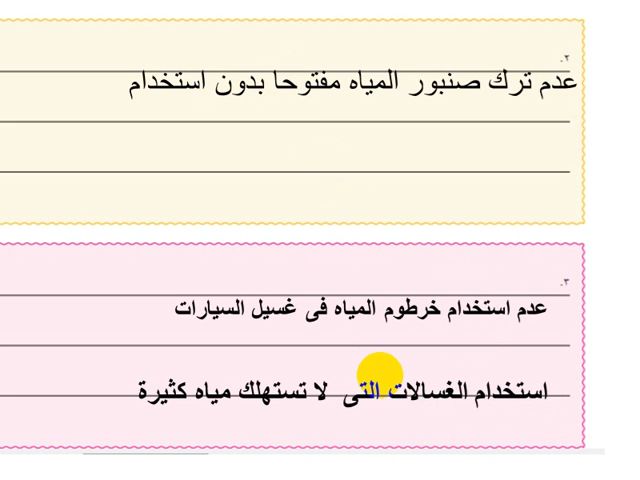 ٢-
عدم ترك صنبور المياه مفتوحا بدون استخدام
٣-
عدم استخدام خرطوم المياه فى غسيل السيارات
استخدام الغسالات التى لا تستهلك مياه كثيرة